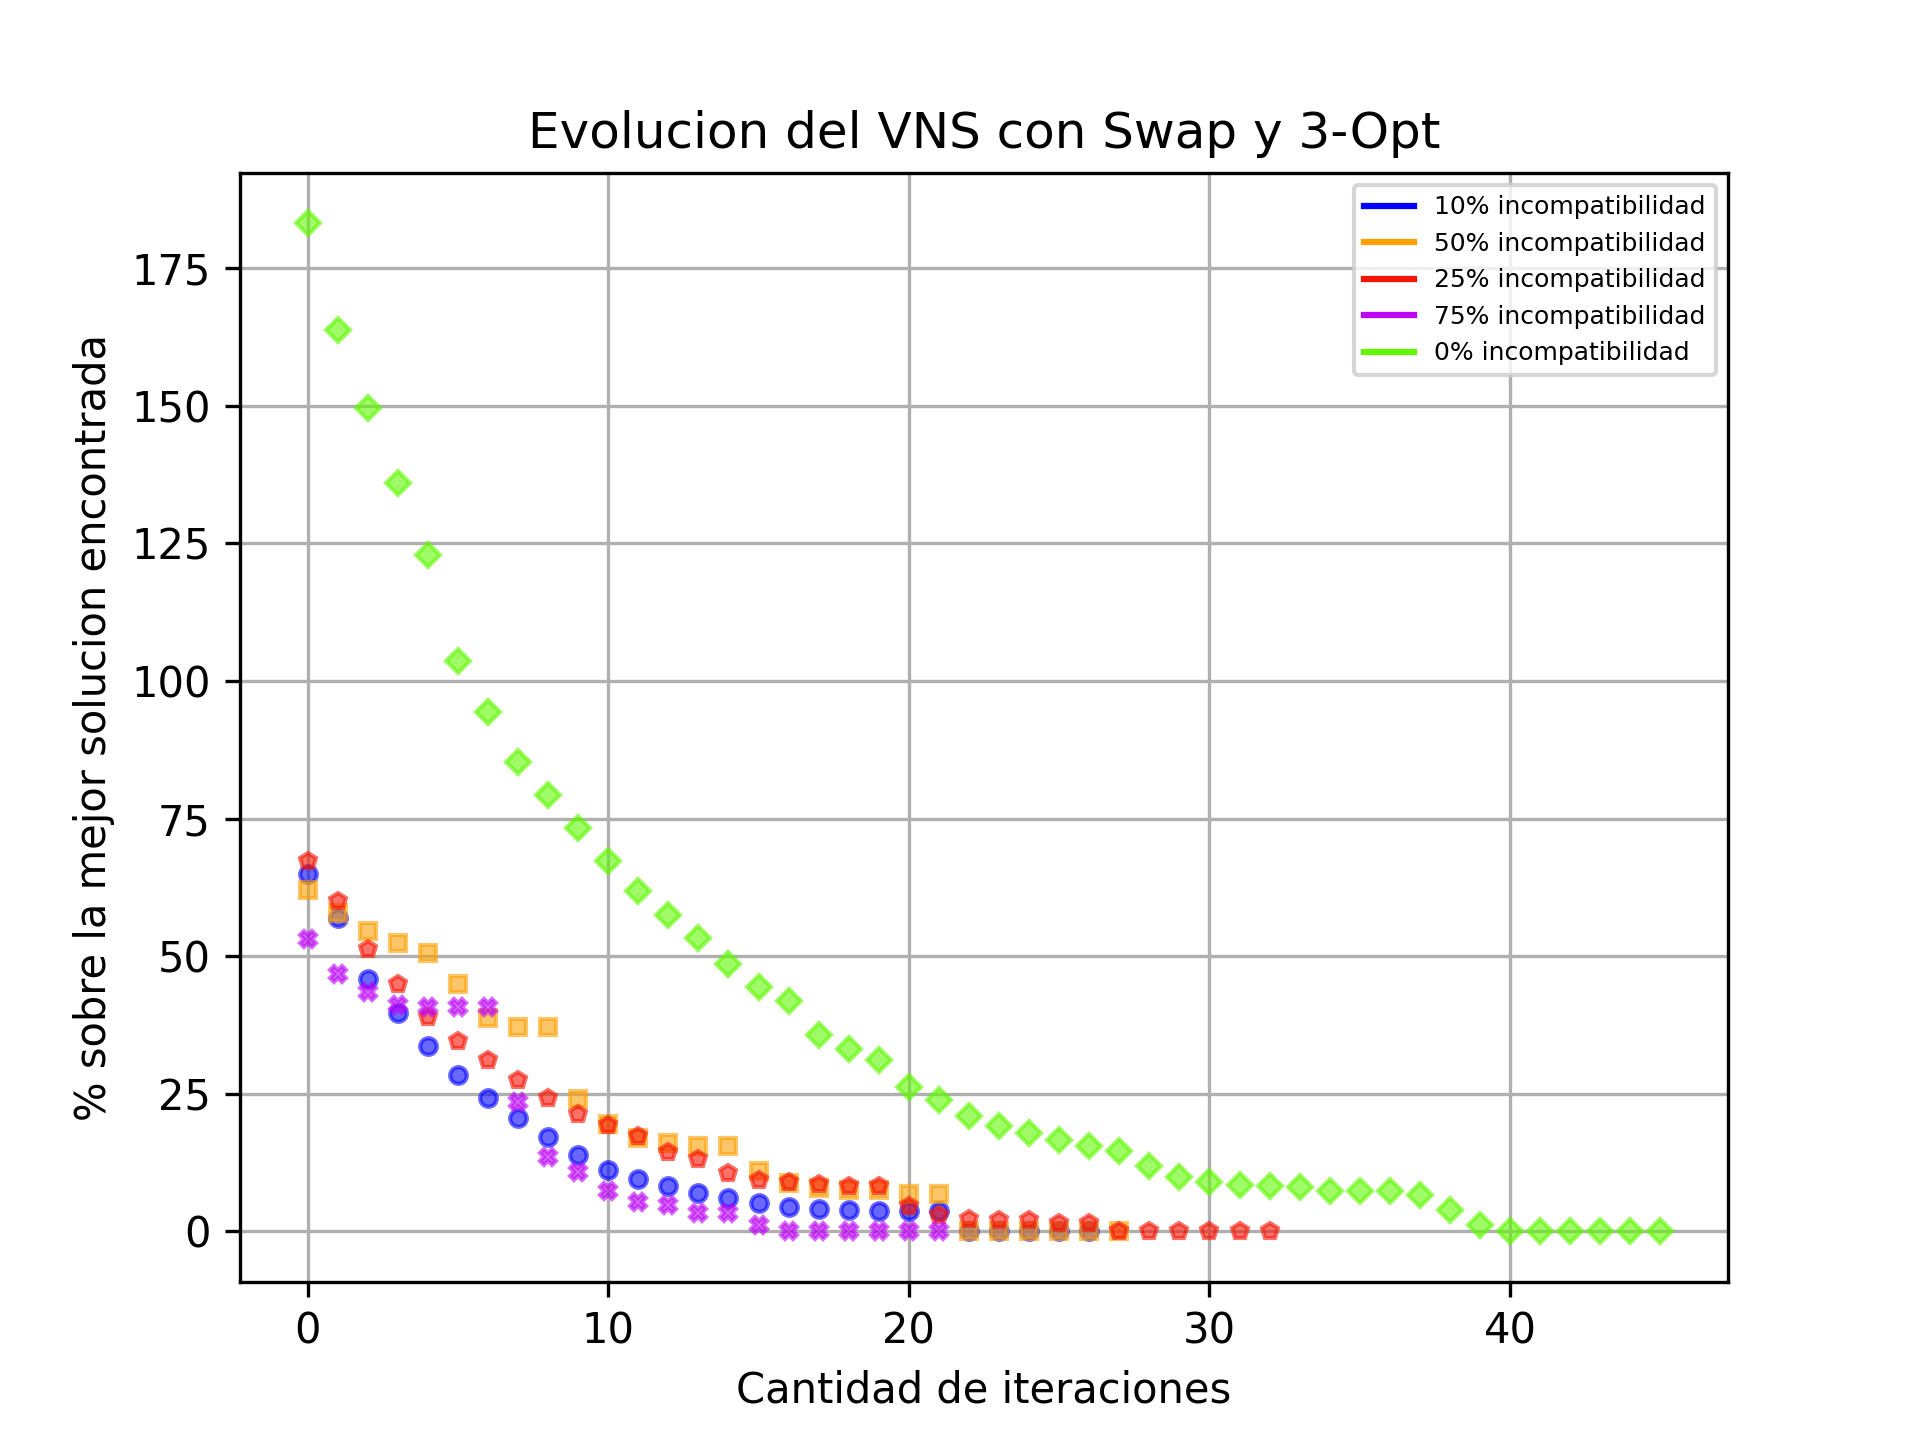 Evolucion del VNS con Swap y 3-Opt
10% incompatibilidad
50% incompatibilidad
25% incompatibilidad
75% incompatibilidad
0% incompatibilidad
% sobre la mejor solucion encontrada
175
150
125
100
75
50
25
0
0 10 20 30 40
Cantidad de iteraciones